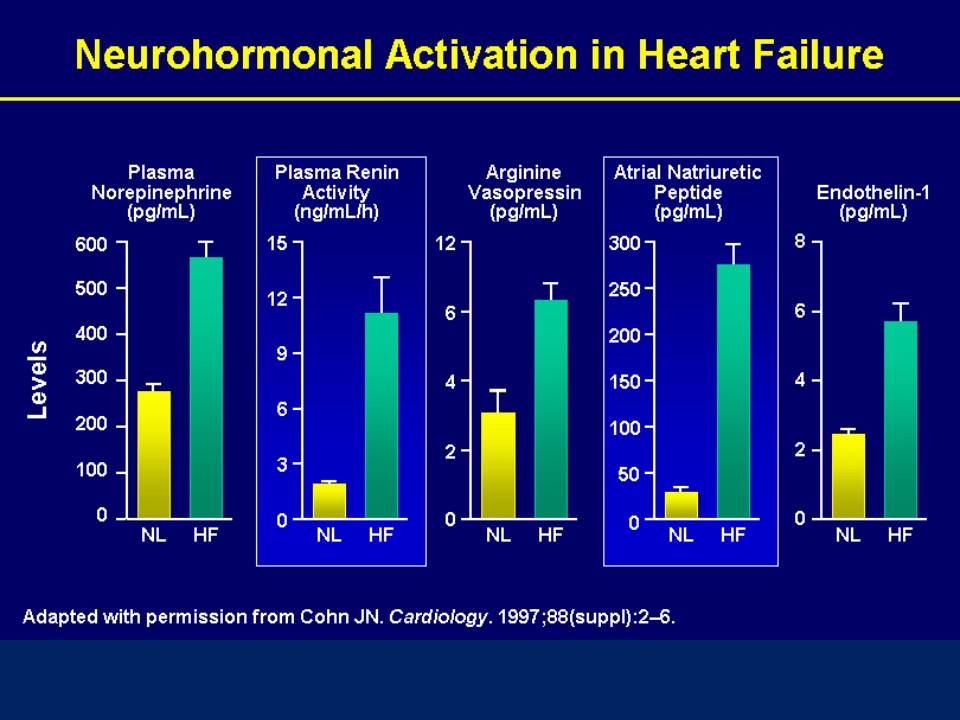 Neurohormonal Activation in Heart Failure
Plasma
Norepinephrine
(pg/mL)
600
500
400
300
200
100
0
NL HF
Plasma Renin
Activity
(ng/mL/h)
15
12
9
6
3
0
NL HF
Arginine
Vasopressin
(pg/mL)
12
6
4
2
0
NL HF
Atrial Natriuretic
Peptide
(pg/mL)
300
250
200
150
100
50
0
NL HF
Endothelin-1
(pg/mL)
8
6
4
2
0
NL HF
Levels
Adapted with permission from Cohn JN. Cardiology. 1997;88(suppl):2–6.